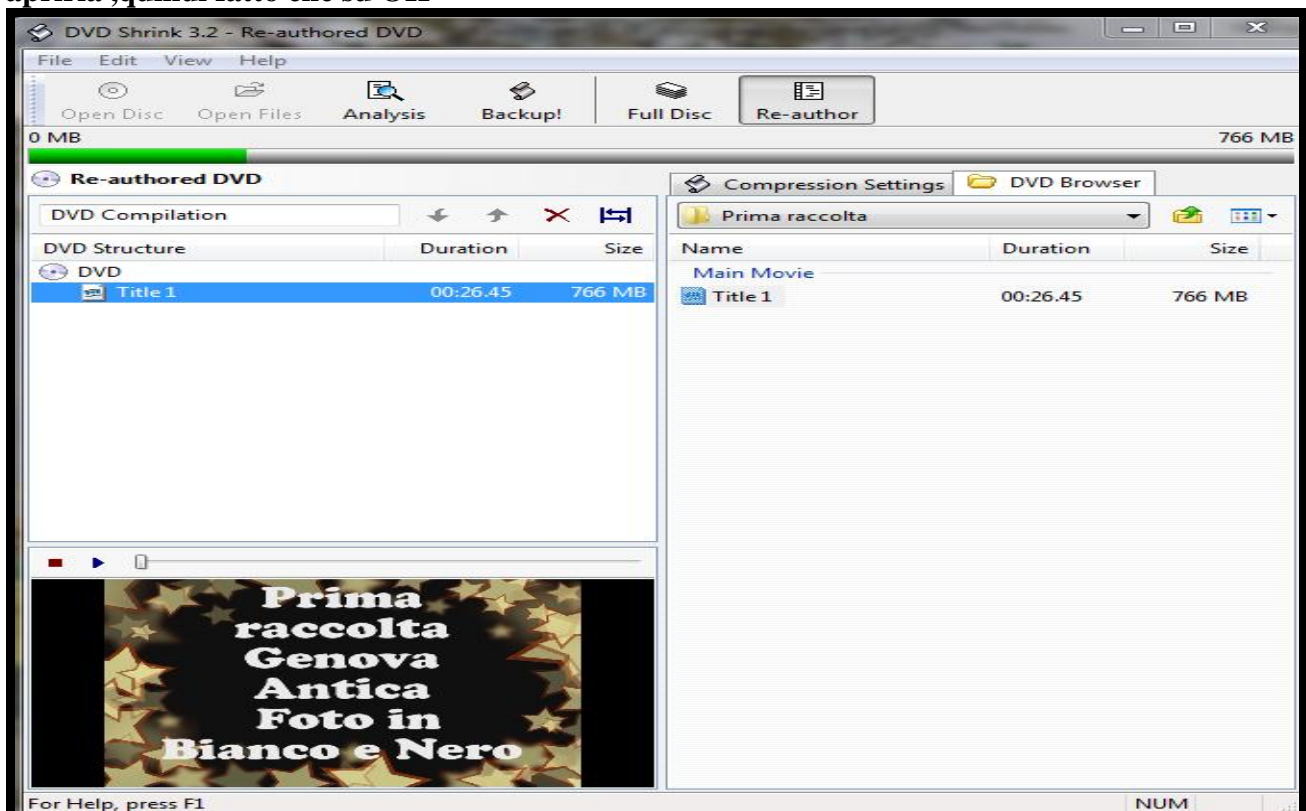 DVD Shrink 3.2 - Re-authored DVD
File Edit View Help
Open Disc Open Files Analysis Backup! Full Disc Re-author
0 MB 766 MB
Re-authored DVD
Compression Settings DVD Browser
DVD Compilation
Prima raccolta
DVD Structure Duration Size
Name Duration Size
DVD
Main Movie
Title 1 00:26.45 766 MB
Title 1 00:26.45 766 MB
Prima
raccolta
Genova
Antica
Foto in
Bianco e Nero
For Help, press F1 NUM